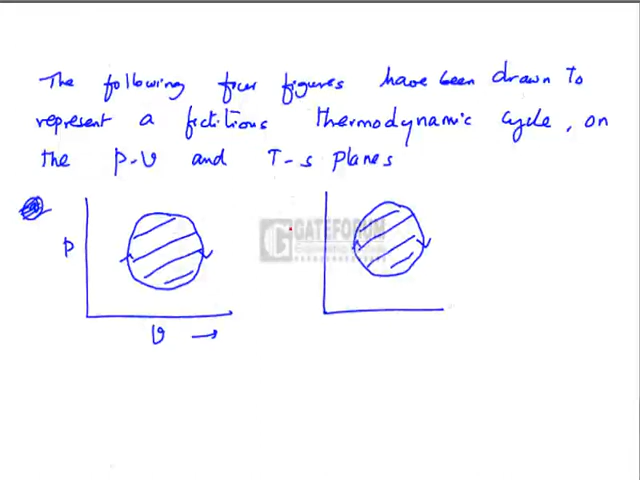 The following four figures have been drawn to
represent a fictitious thermodynamic cycle, on
the p-v and T-s planes
GATEFORUM
p
v